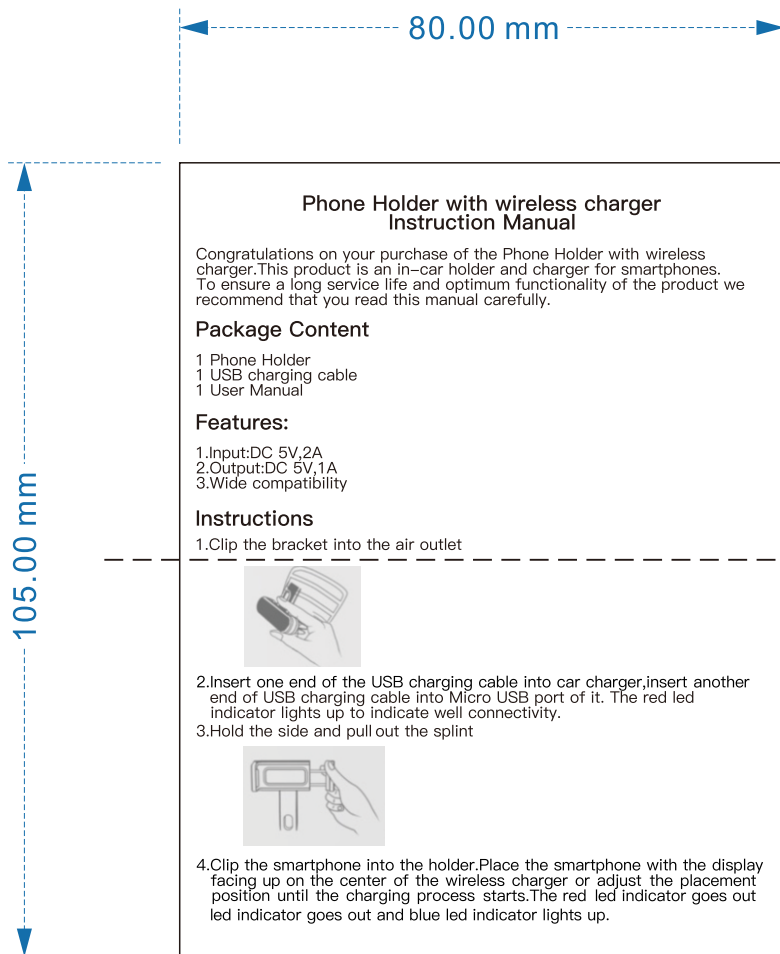 80.00 mm
105.00 mm
Phone Holder with wireless charger
Instruction Manual
Congratulations on your purchase of the Phone Holder with wireless
charger.This product is an in-car holder and charger for smartphones.
To ensure a long service life and optimum functionality of the product we
recommend that you read this manual carefully.
Package Content
1 Phone Holder
1 USB charging cable
1 User Manual
Features:
1.Input:DC 5V,2A
2.Output:DC 5V,1A
3.Wide compatibility
Instructions
1.Clip the bracket into the air outlet
2.Insert one end of the USB charging cable into car charger,insert another
end of USB charging cable into Micro USB port of it. The red led
indicator lights up to indicate well connectivity.
3.Hold the side and pull out the splint
4.Clip the smartphone into the holder.Place the smartphone with the display
facing up on the center of the wireless charger or adjust the placement
position until the charging process starts.The red led indicator goes out
led indicator goes out and blue led indicator lights up.